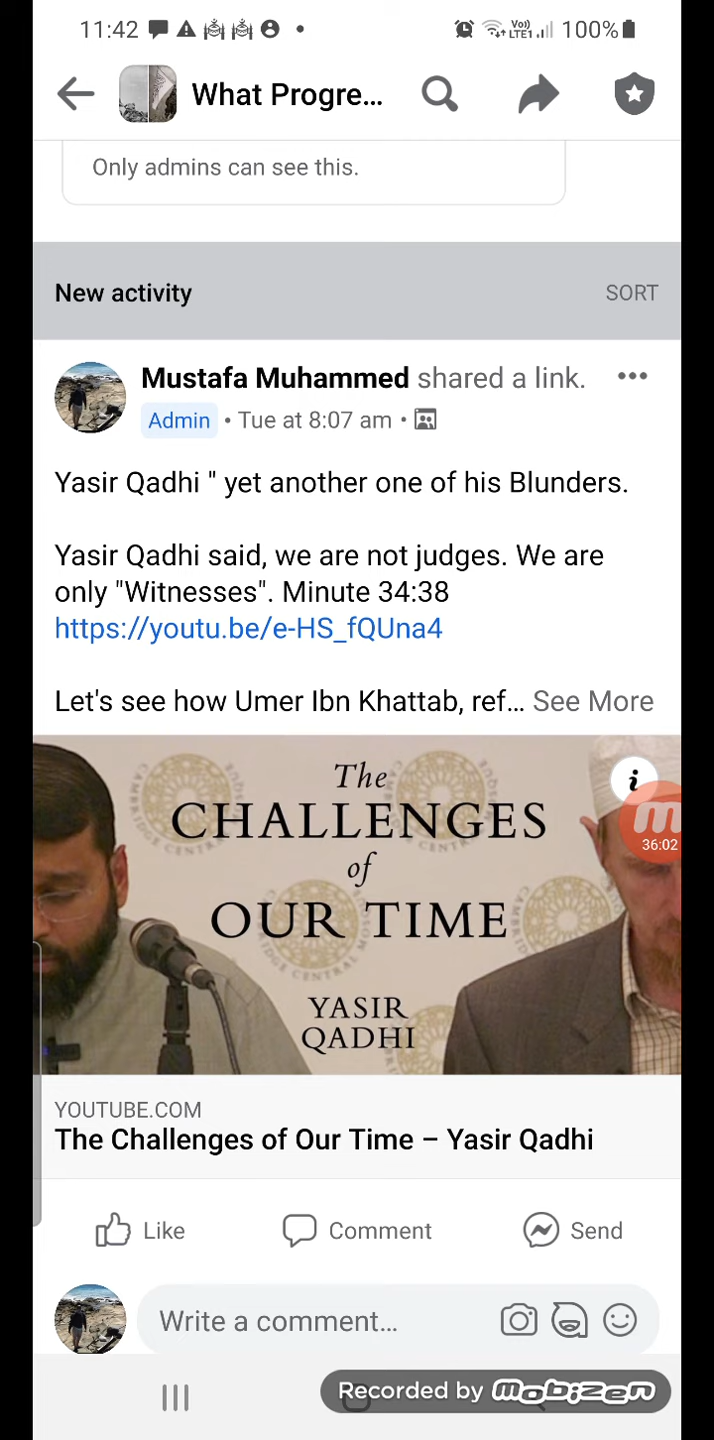 11:42
Vo)) LTE1 100%
What Progre...
Only admins can see this.
New activity
SORT
Mustafa Muhammed shared a link.
Admin • Tue at 8:07 am •
Yasir Qadhi " yet another one of his Blunders.
Yasir Qadhi said, we are not judges. We are
only "Witnesses". Minute 34:38
https://youtu.be/e-HS_fQUna4
Let's see how Umer Ibn Khattab, ref... See More
The
CHALLENGES
of
OUR TIME
YASIR
QADHI
i
m
36:02
YOUTUBE.COM
The Challenges of Our Time – Yasir Qadhi
Like
Comment
Send
Write a comment...
Recorded by mobizen